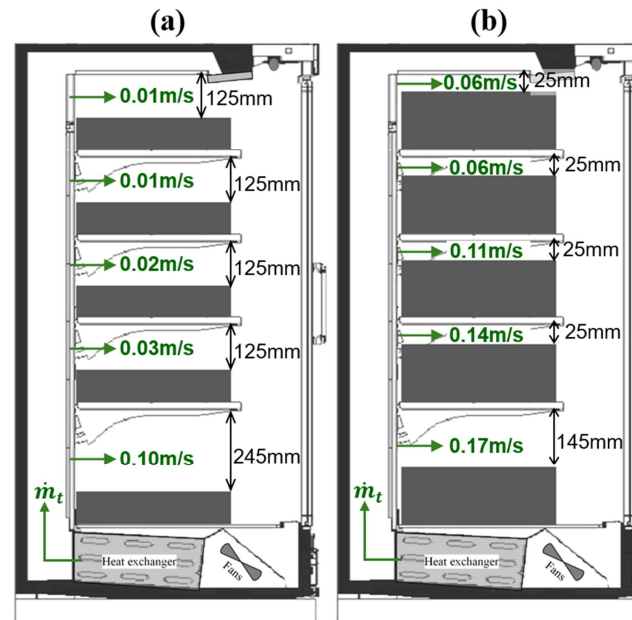 (a)
(b)
0.01m/s
125mm
0.01m/s
125mm
0.02m/s
125mm
0.03m/s
125mm
0.10m/s
245mm
ṁt
Heat exchanger
Fans
0.06m/s
25mm
0.06m/s
25mm
0.11m/s
25mm
0.14m/s
25mm
0.17m/s
145mm
ṁt
Heat exchanger
Fans